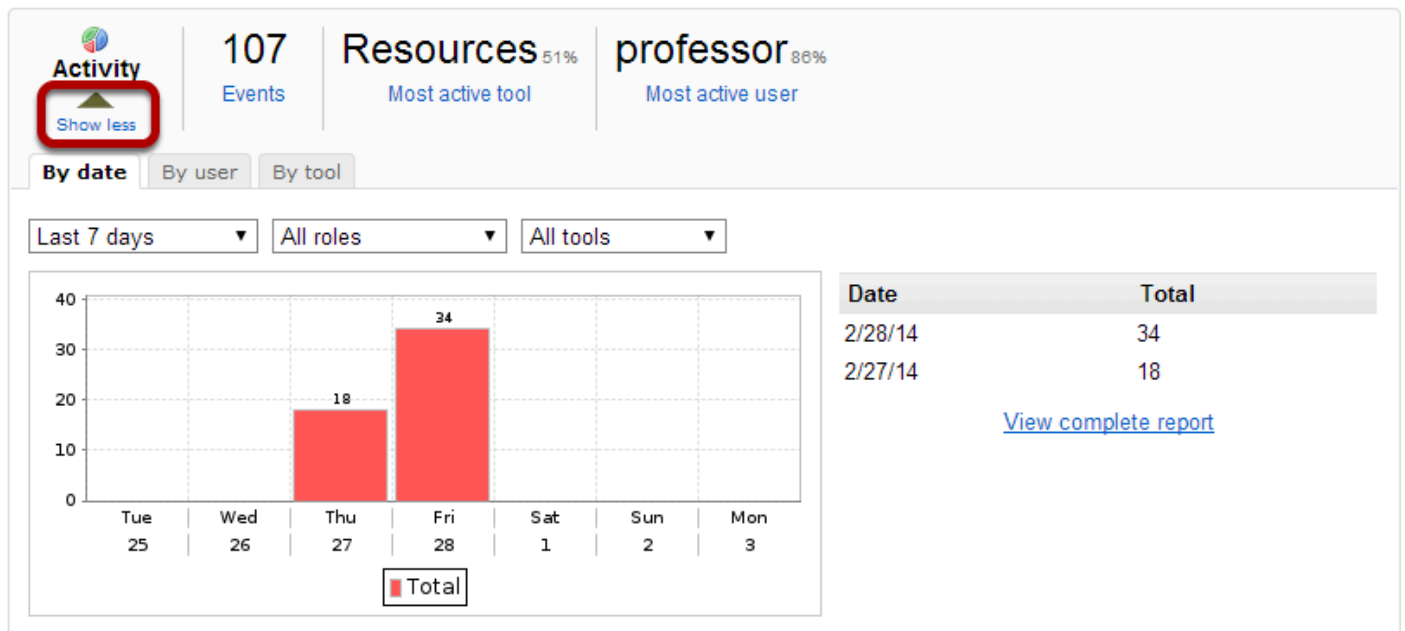 Activity
Show less
107
Events
Resources 51%
Most active tool
professor 86%
Most active user
By date By user By tool
Last 7 days ▼ All roles ▼ All tools ▼
40
30
20
10
0
18
34
Tue Wed Thu Fri Sat Sun Mon
25 26 27 28 1 2 3
Total
Date Total
2/28/14 34
2/27/14 18
View complete report